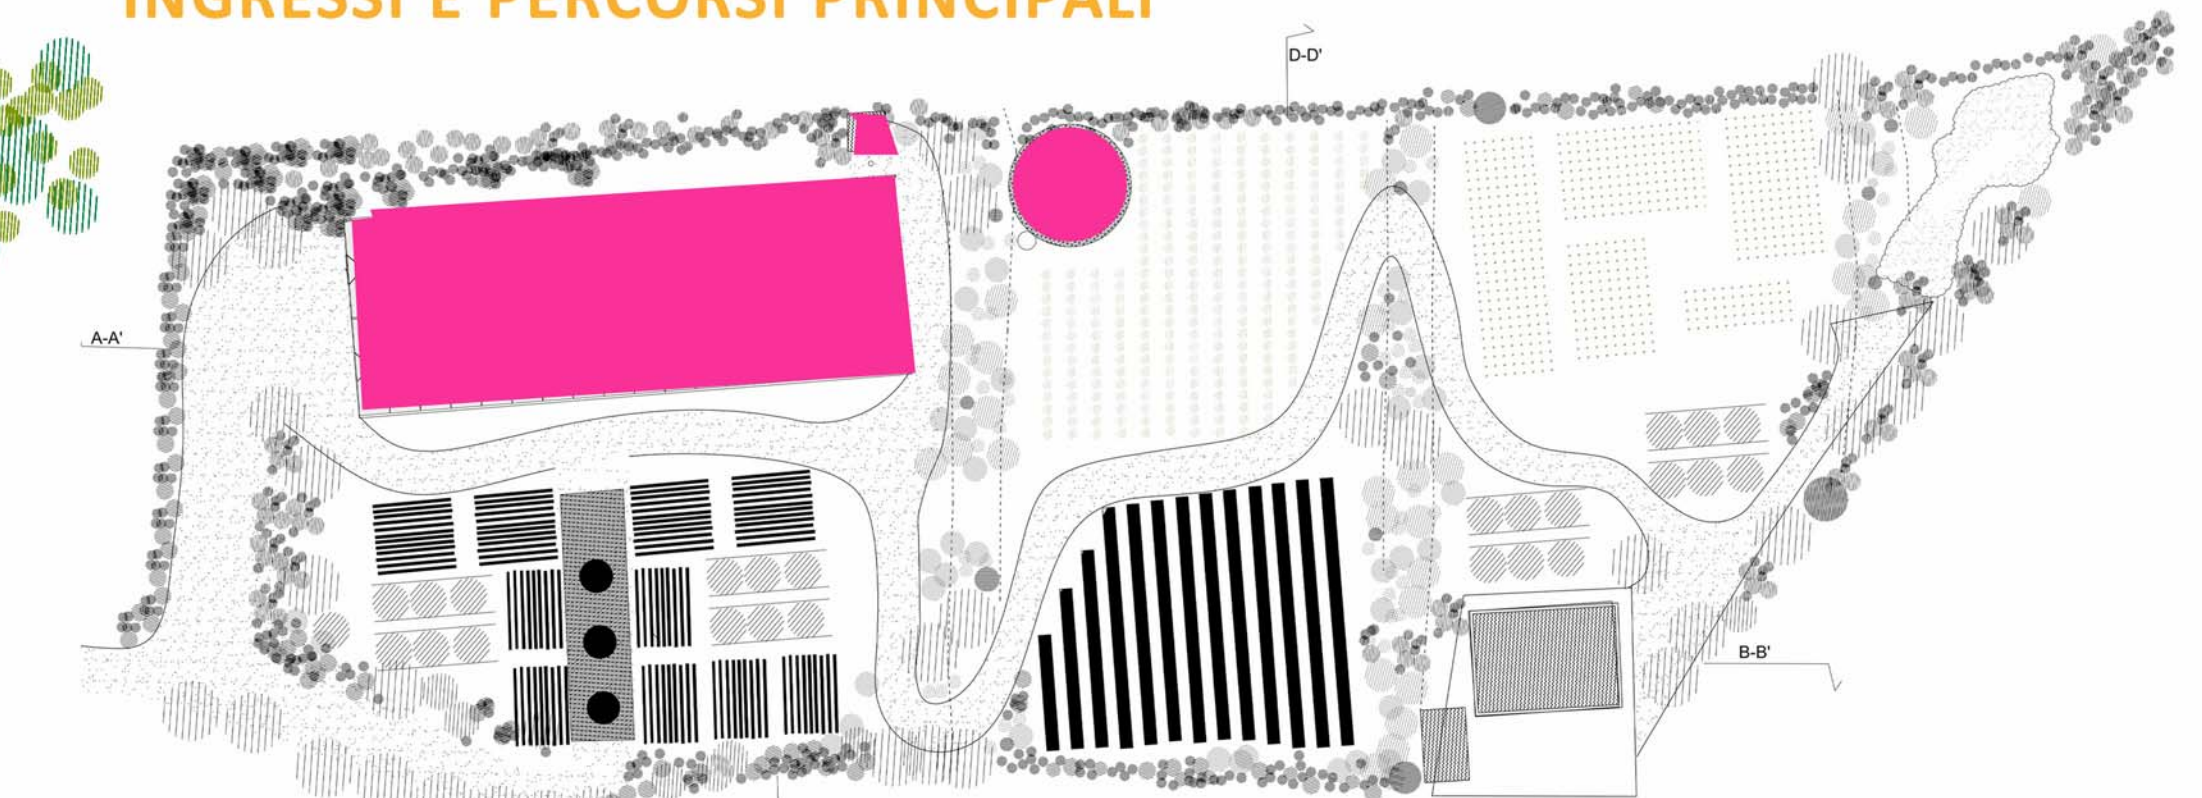 INGRESSI E PERCORSI PRINCIPALI
D-D'
A-A'
B-B'